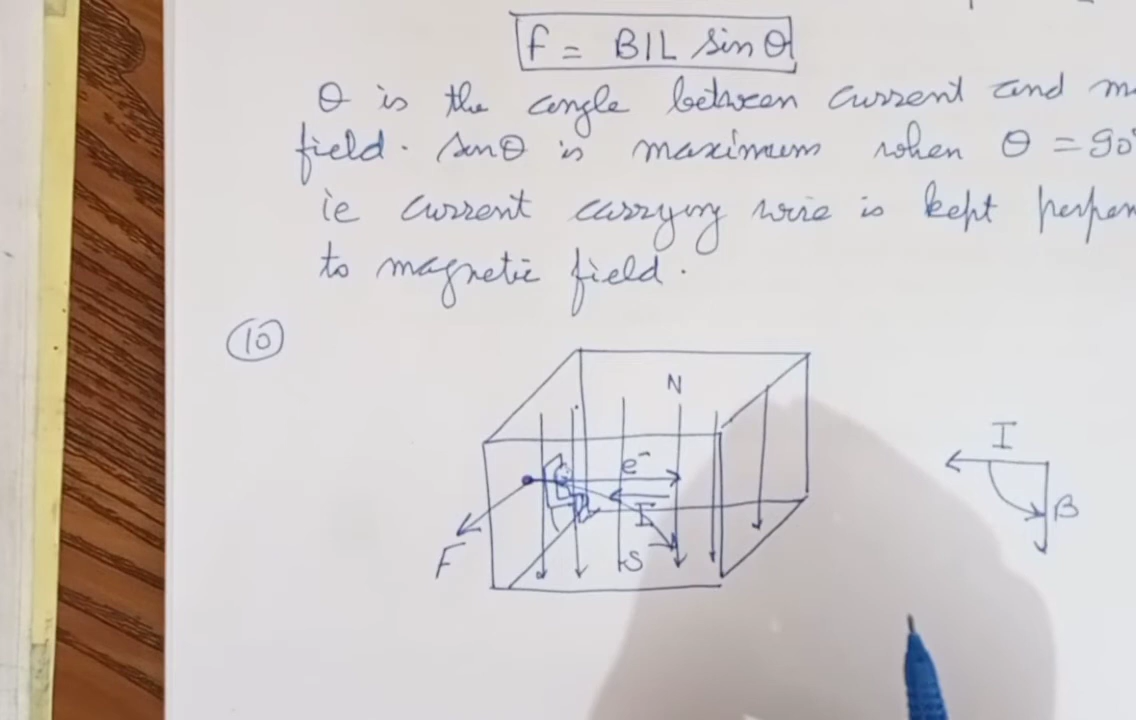 F = BIL sin θ
θ is the angle between current and
field. sinθ is maximum when θ = 90°
ie current carrying wire is kept
to magnetic field.
10
N
e⁻
I
I
B
F
S